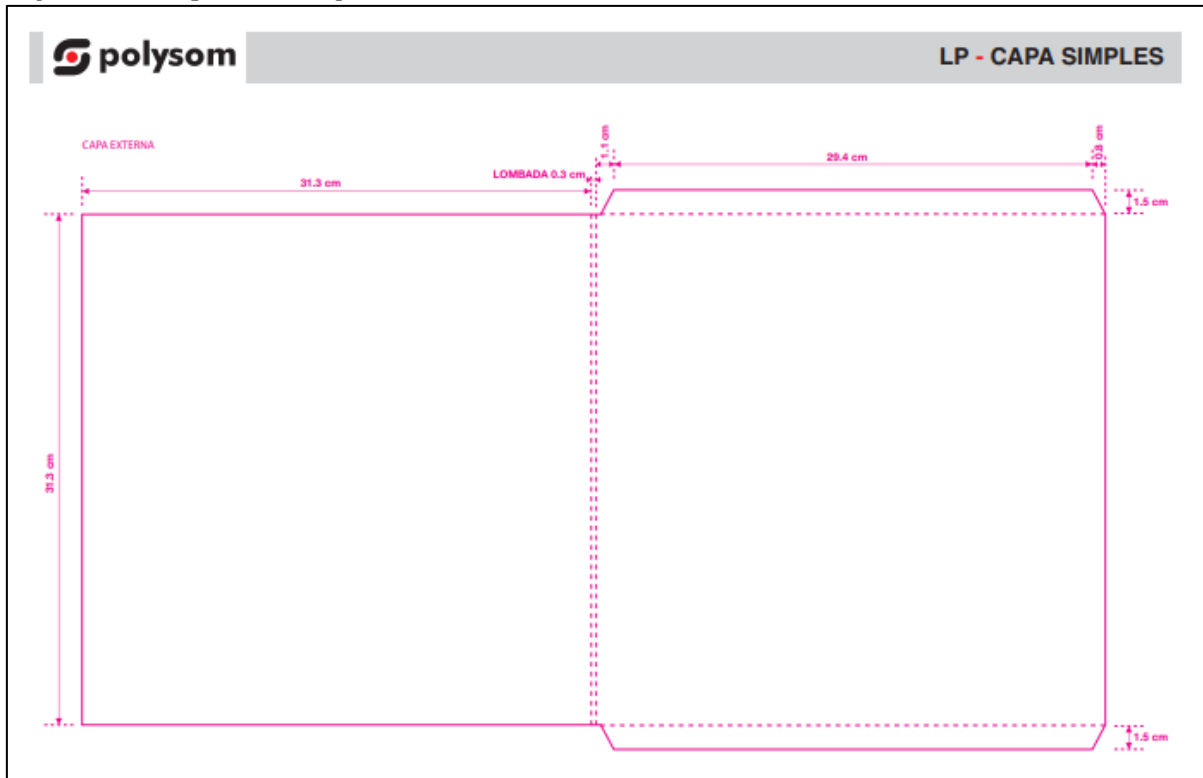 polysom
LP - CAPA SIMPLES
CAPA EXTERNA
31.3 cm
LOMBADA 0.3 cm
1.1 cm
29.4 cm
0.8 cm
1.5 cm
31.3 cm
1.5 cm